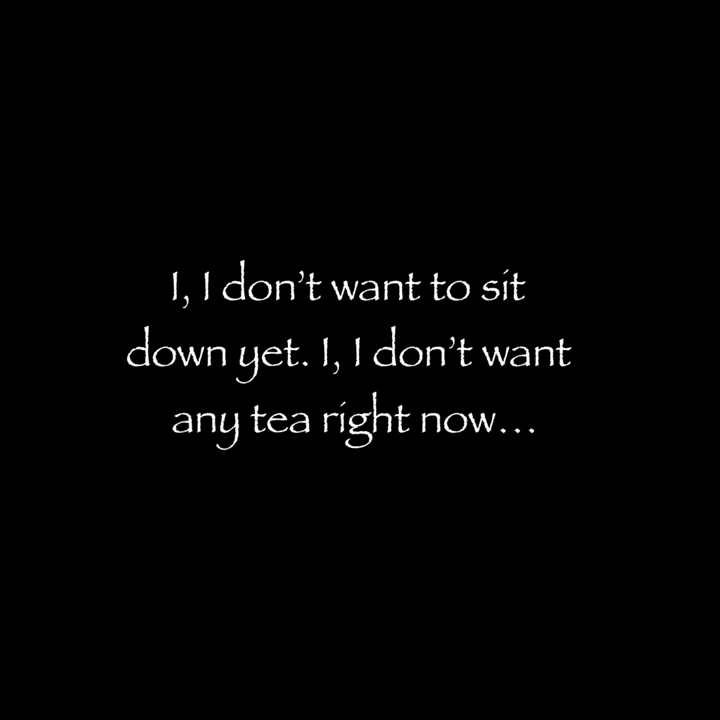 I, I don’t want to sit
down yet. I, I don’t want
any tea right now...